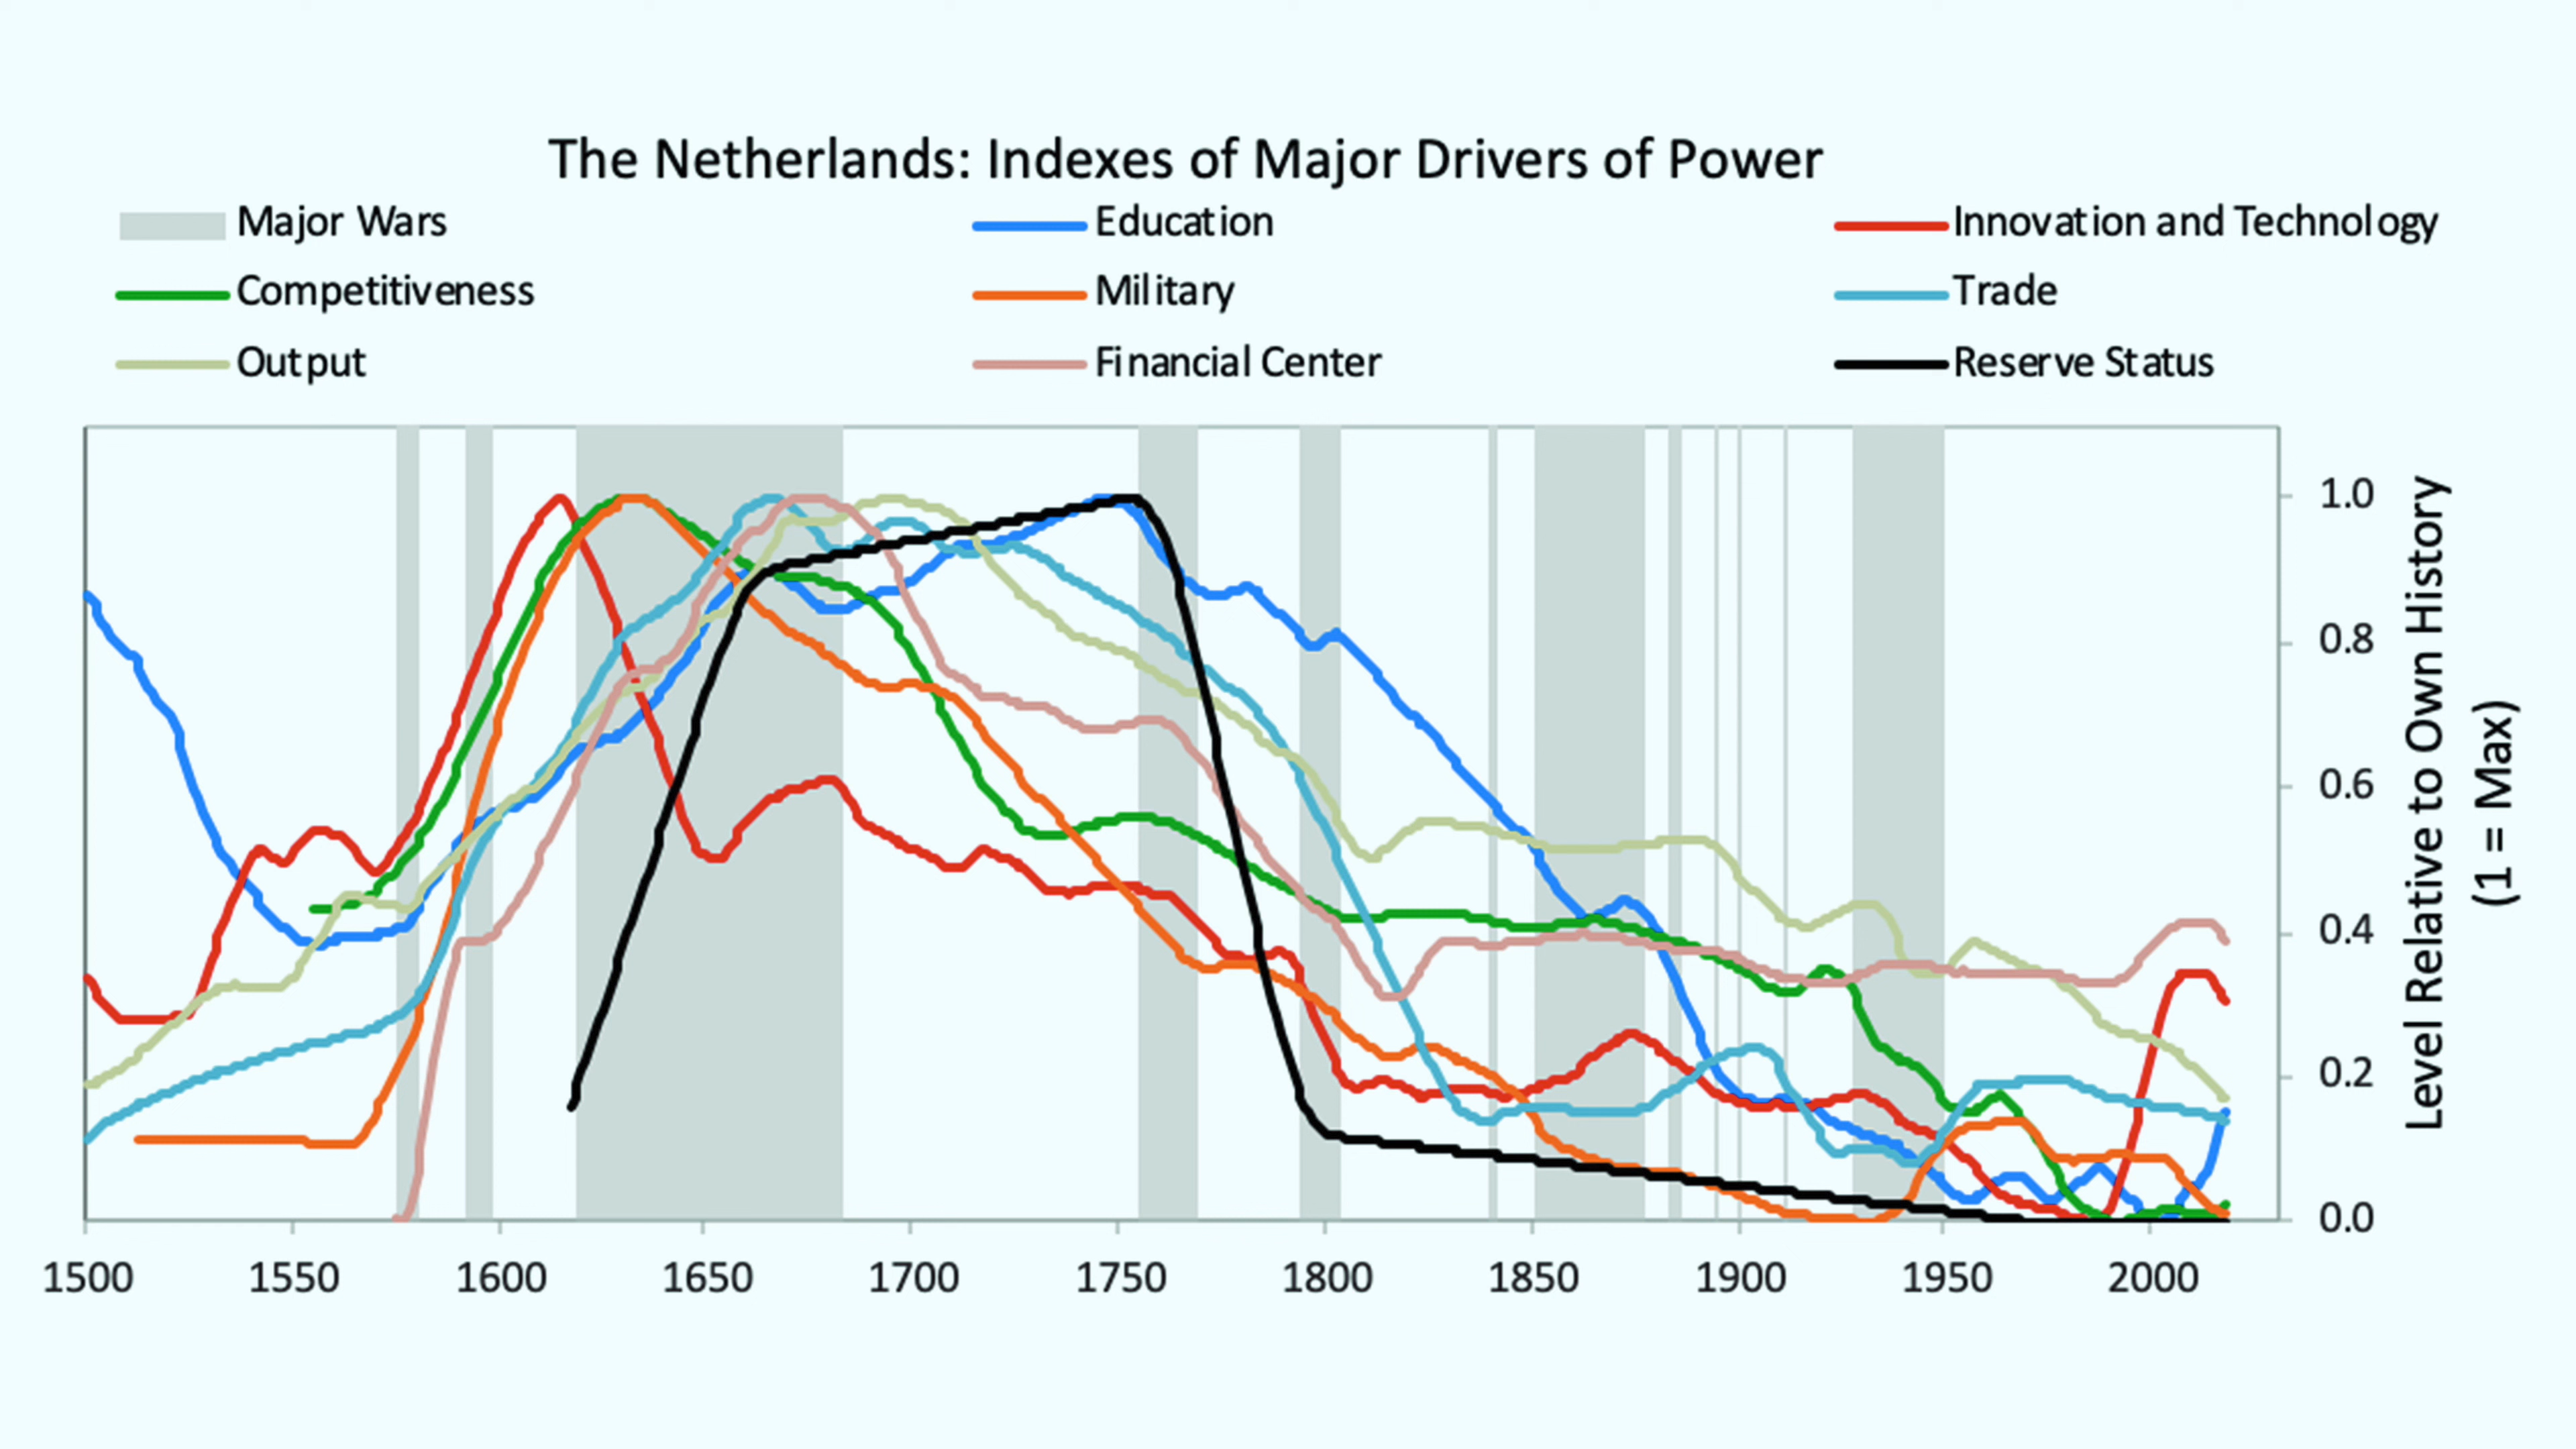 The Netherlands: Indexes of Major Drivers of Power
Major Wars
Education
Innovation and Technology
Competitiveness
Military
Trade
Output
Financial Center
Reserve Status
1.0
0.8
0.6
0.4
0.2
0.0
Level Relative to Own History
(1 = Max)
1500
1550
1600
1650
1700
1750
1800
1850
1900
1950
2000